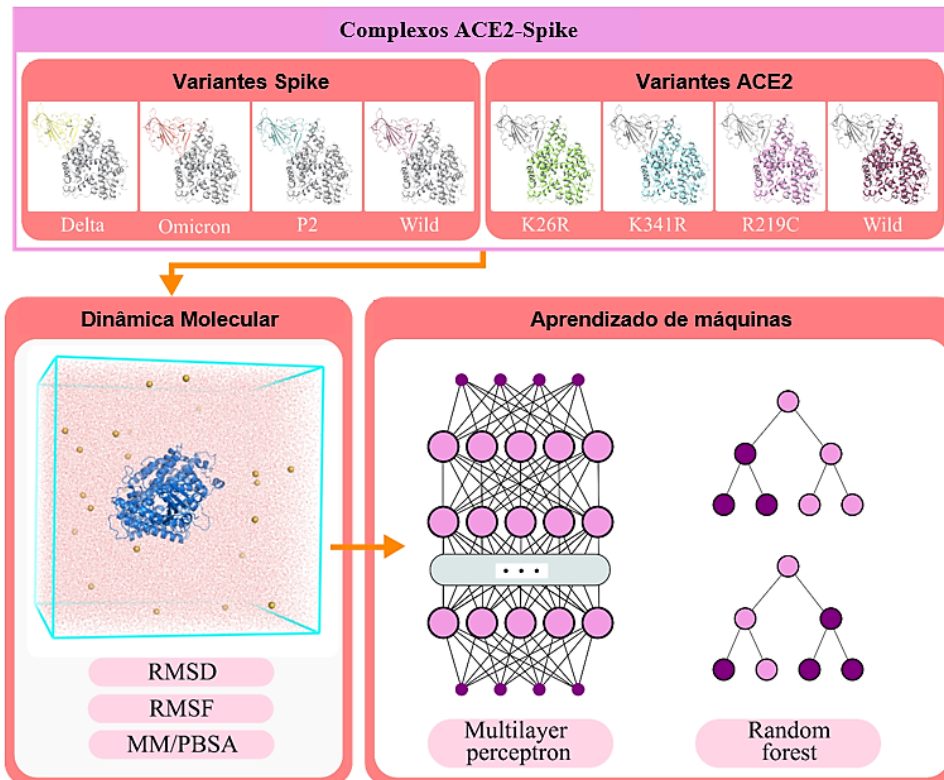 Complexos ACE2-Spike
Variantes Spike
Variantes ACE2
Delta
Omicron
P2
Wild
K26R
K341R
R219C
Wild
Dinâmica Molecular
Aprendizado de máquinas
RMSD
RMSF
MM/PBSA
Multilayer
perceptron
Random
forest